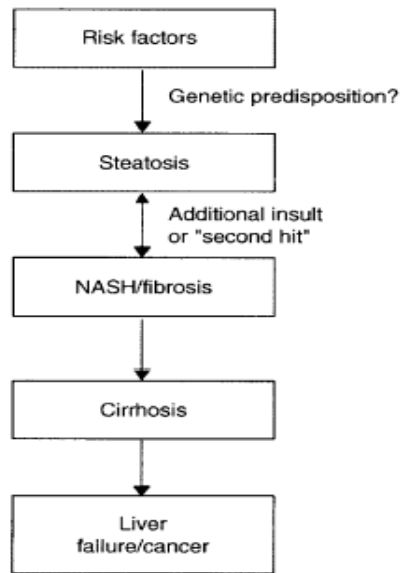 Risk factors
Genetic predisposition?
Steatosis
Additional insult
or "second hit"
NASH/fibrosis
Cirrhosis
Liver
failure/cancer